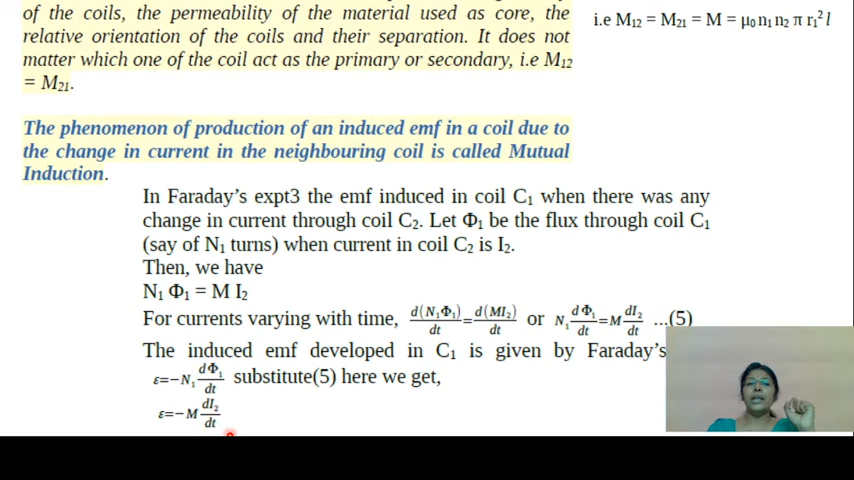 of the coils, the permeability of the material used as core, the
relative orientation of the coils and their separation. It does not
matter which one of the coil act as the primary or secondary, i.e M₁₂
= M₂₁.
i.e M₁₂ = M₂₁ = M = μ₀ n₁ n₂ π r₁² l
The phenomenon of production of an induced emf in a coil due to
the change in current in the neighbouring coil is called Mutual
Induction.
In Faraday's expt3 the emf induced in coil C₁ when there was any
change in current through coil C₂. Let Φ₁ be the flux through coil C₁
(say of N₁ turns) when current in coil C₂ is I₂.
Then, we have
N₁ Φ₁ = M I₂
For currents varying with time, d(N₁Φ₁)/dt = d(MI₂)/dt or N₁ dΦ₁/dt = M dI₂/dt ...(5)
The induced emf developed in C₁ is given by Faraday's
ε=−N₁ dΦ₁/dt substitute(5) here we get,
ε=−M dI₂/dt